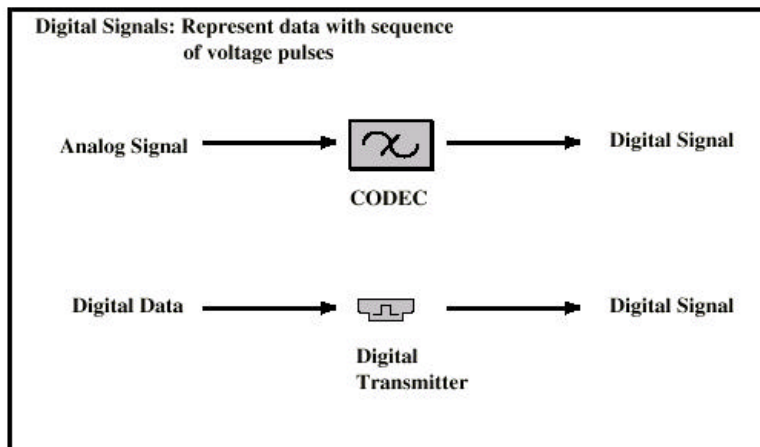 Digital Signals: Represent data with sequence
of voltage pulses
Analog Signal
Digital Signal
CODEC
Digital Data
Digital Signal
Digital
Transmitter